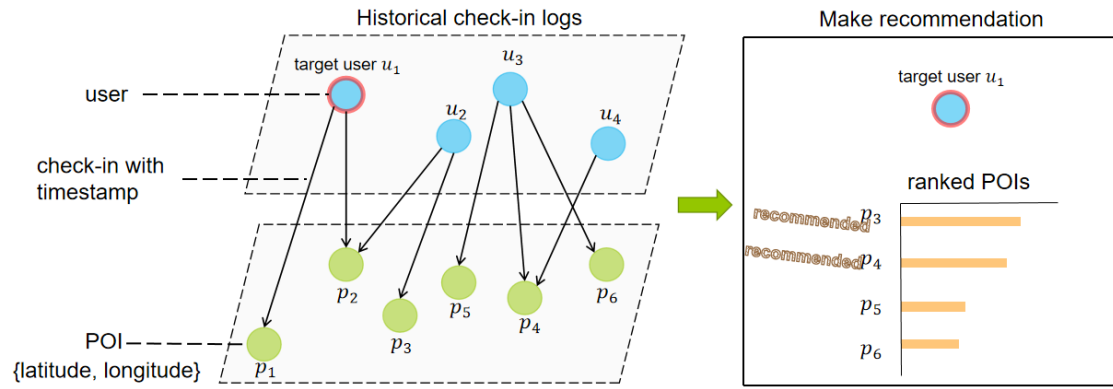 Historical check-in logs
target user u₁
u₃
user
u₂
u₄
check-in with
timestamp
p₂
p₅
p₆
p₃
p₄
POI
{latitude, longitude}
p₁
Make recommendation
target user u₁
ranked POIs
recommended
p₃
recommended
p₄
p₅
p₆